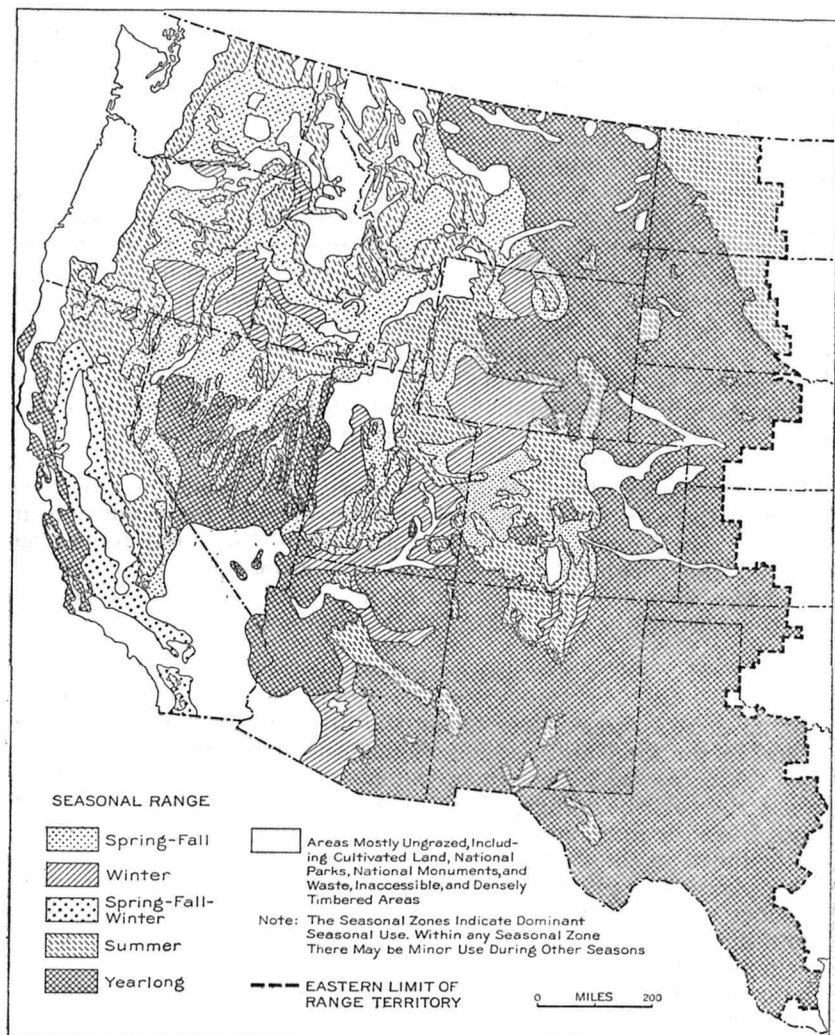 SEASONAL RANGE
Spring-Fall
Winter
Spring-Fall-
Winter
Summer
Yearlong
Areas Mostly Ungrazed, Includ-
ing Cultivated Land, National
Parks, National Monuments, and
Waste, Inaccessible, and Densely
Timbered Areas
Note: The Seasonal Zones Indicate Dominant
Seasonal Use. Within any Seasonal Zone
There May be Minor Use During Other Seasons
EASTERN LIMIT OF
RANGE TERRITORY
0 MILES 200